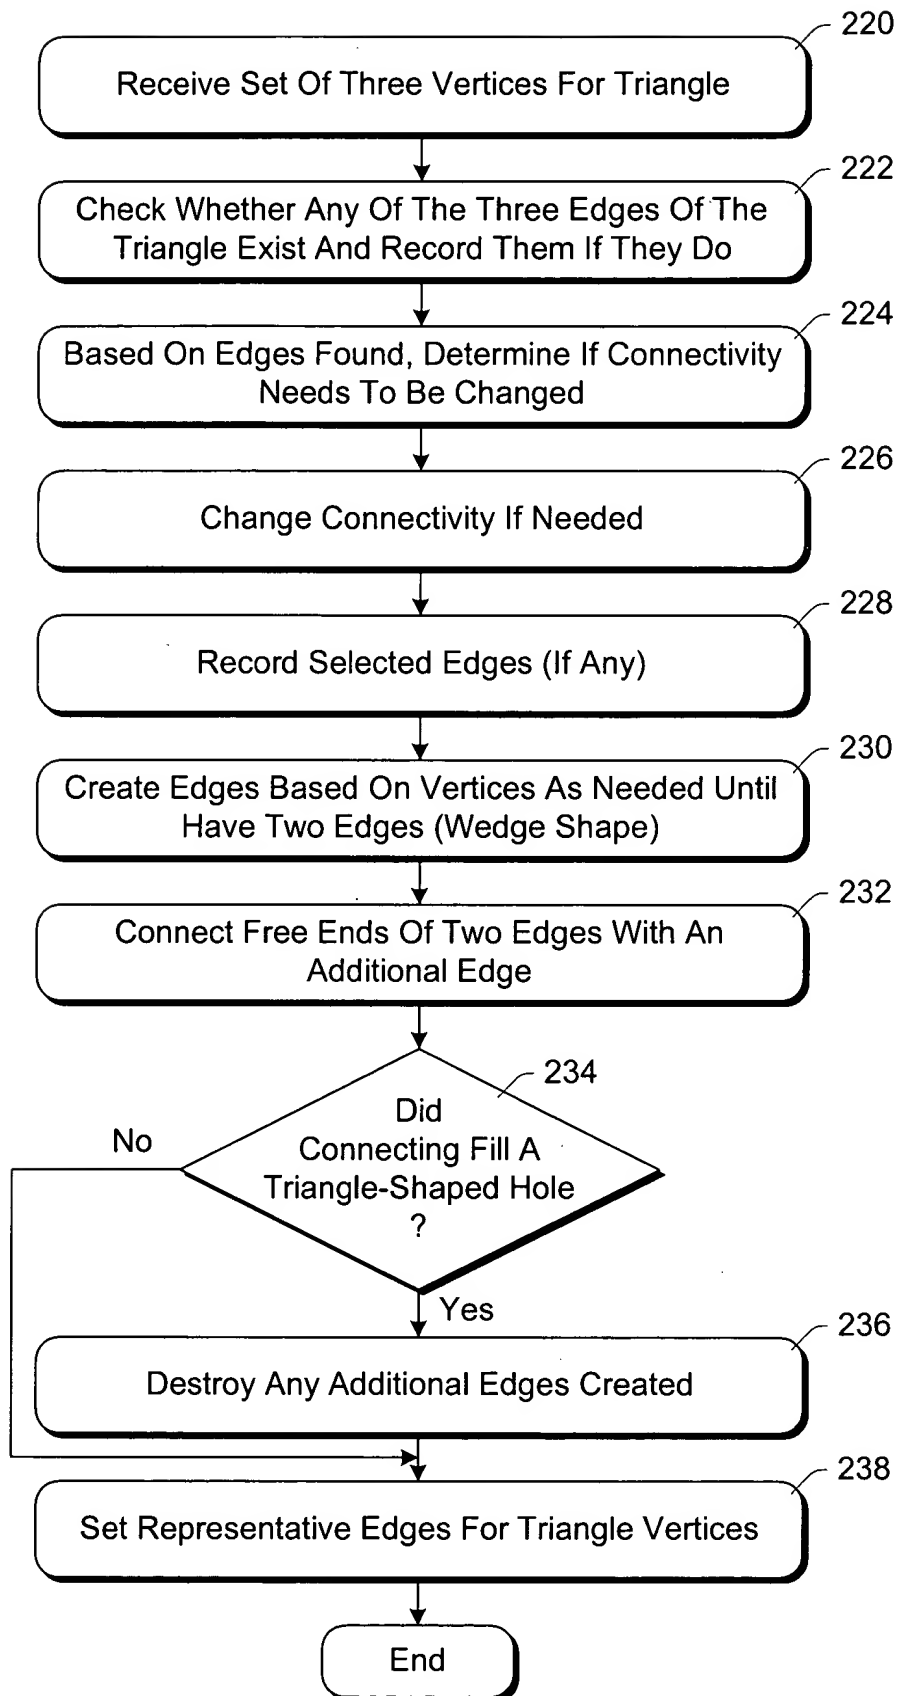 220
Receive Set Of Three Vertices For Triangle
222
Check Whether Any Of The Three Edges Of The
Triangle Exist And Record Them If They Do
224
Based On Edges Found, Determine If Connectivity
Needs To Be Changed
226
Change Connectivity If Needed
228
Record Selected Edges (If Any)
230
Create Edges Based On Vertices As Needed Until
Have Two Edges (Wedge Shape)
232
Connect Free Ends Of Two Edges With An
Additional Edge
234
Did
Connecting Fill A
Triangle-Shaped Hole
?
No
Yes
236
Destroy Any Additional Edges Created
238
Set Representative Edges For Triangle Vertices
End